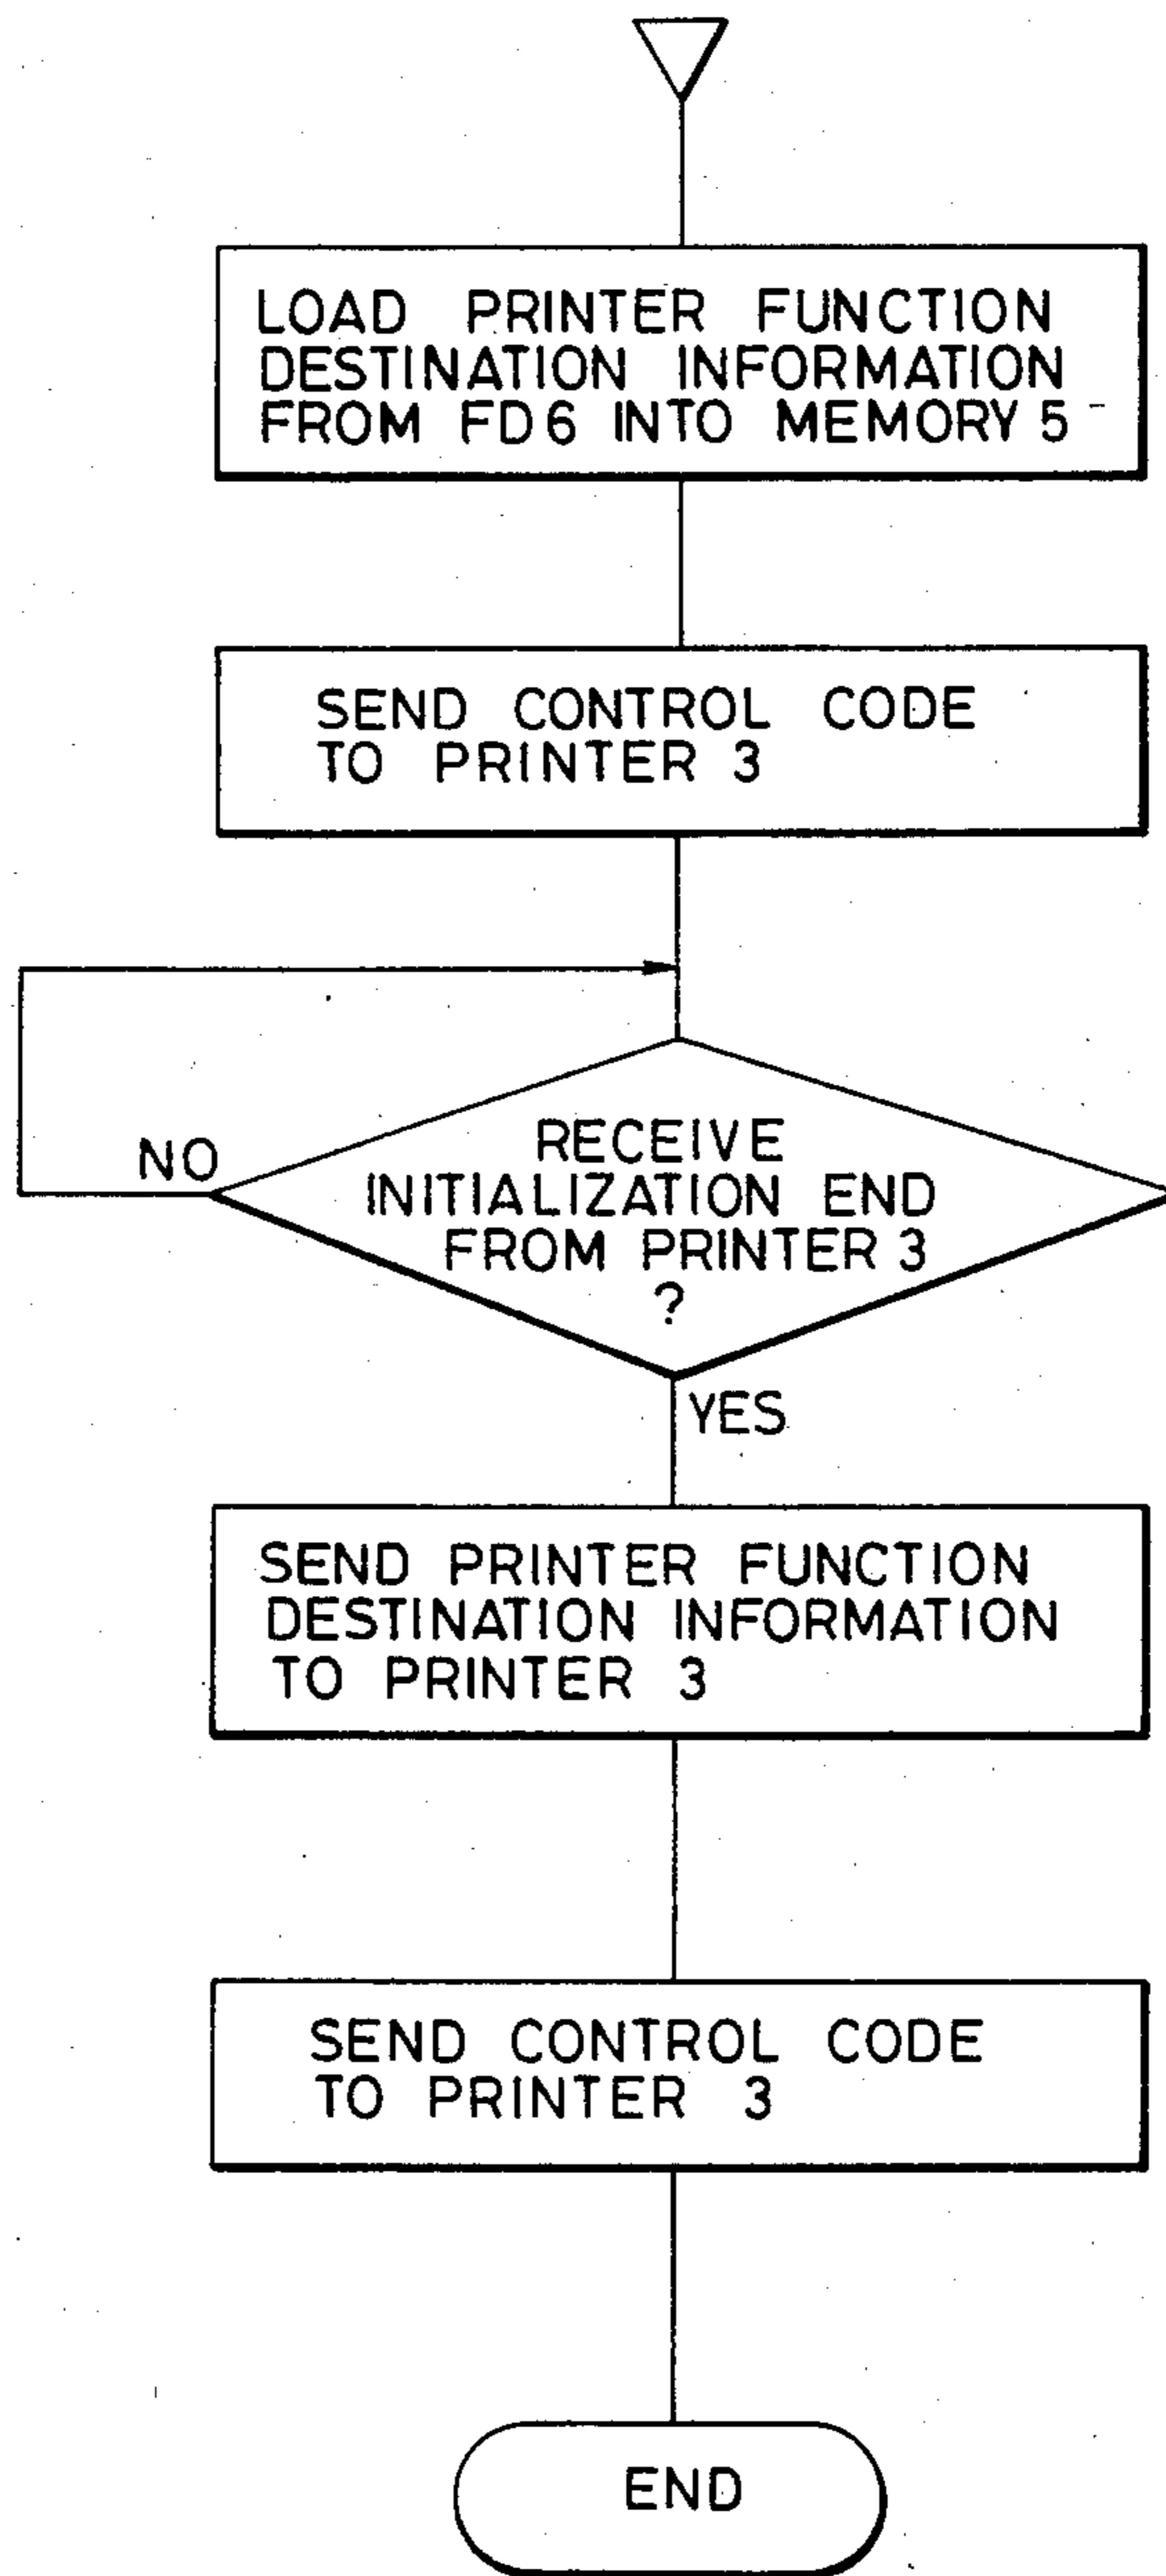 LOAD PRINTER FUNCTION
DESTINATION INFORMATION
FROM FD6 INTO MEMORY 5
SEND CONTROL CODE
TO PRINTER 3
NO
RECEIVE
INITIALIZATION END
FROM PRINTER 3
?
YES
SEND PRINTER FUNCTION
DESTINATION INFORMATION
TO PRINTER 3
SEND CONTROL CODE
TO PRINTER 3
END